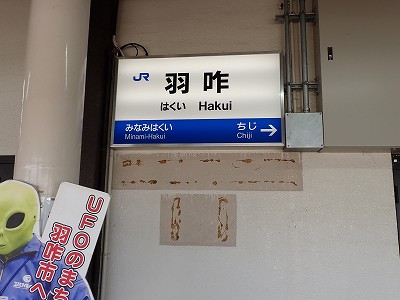 JR
羽咋
はくい Hakui
みなみはくい ちじ
Minami-Hakui Chiji
UFOのまち
羽咋市へ